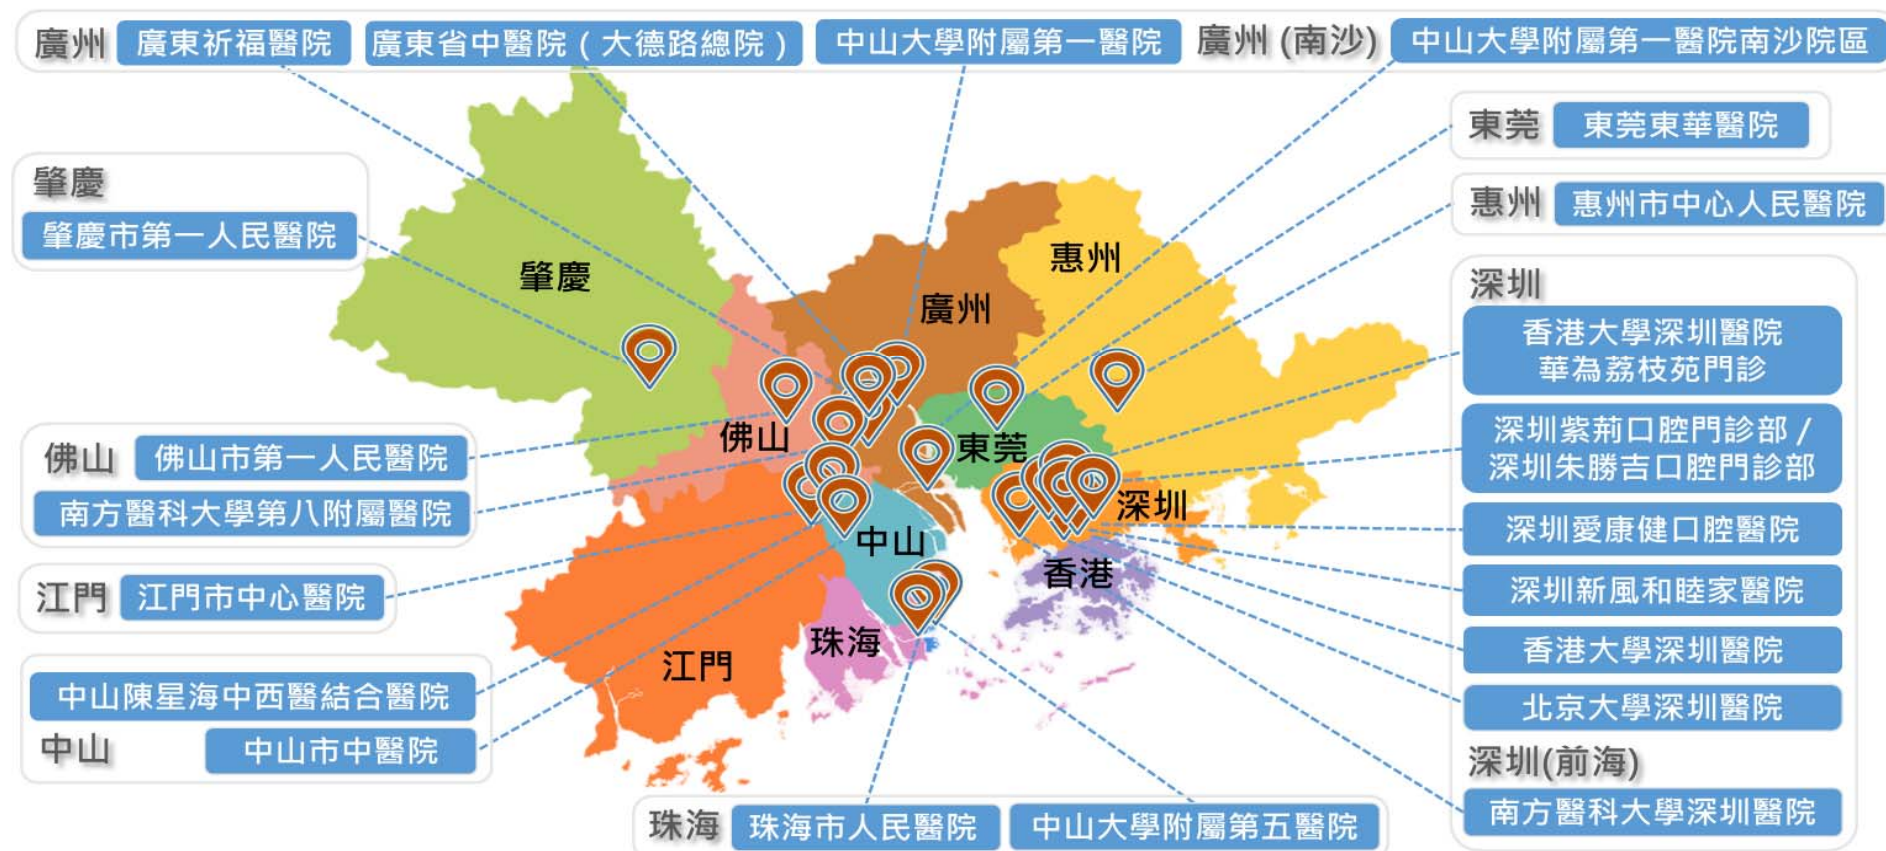 廣州 廣東祈福醫院 廣東省中醫院（大德路總院） 中山大學附屬第一醫院 廣州 (南沙) 中山大學附屬第一醫院南沙院區
東莞 東莞東華醫院
惠州 惠州市中心人民醫院
肇慶
肇慶市第一人民醫院
佛山 佛山市第一人民醫院
南方醫科大學第八附屬醫院
江門 江門市中心醫院
中山陳星海中西醫結合醫院
中山 中山市中醫院
肇慶
惠州
廣州
佛山
東莞
深圳
中山
香港
珠海
江門
深圳
香港大學深圳醫院
華為荔枝苑門診
深圳紫荊口腔門診部 /
深圳朱勝吉口腔門診部
深圳愛康健口腔醫院
深圳新風和睦家醫院
香港大學深圳醫院
北京大學深圳醫院
深圳(前海)
南方醫科大學深圳醫院
珠海 珠海市人民醫院 中山大學附屬第五醫院